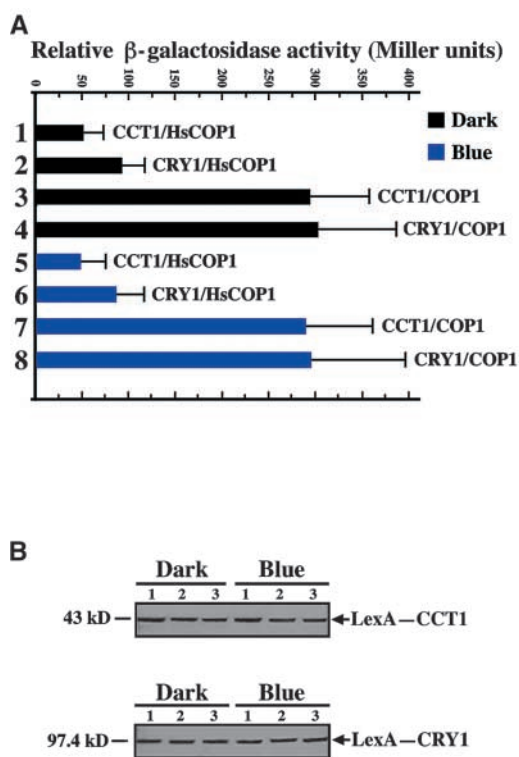 A
Relative β-galactosidase activity (Miller units)
0 50 100 150 200 250 300 350 400
Dark
Blue
1 CCT1/HsCOP1
2 CRY1/HsCOP1
3 CCT1/COP1
4 CRY1/COP1
5 CCT1/HsCOP1
6 CRY1/HsCOP1
7 CCT1/COP1
8 CRY1/COP1
B
Dark Blue
1 2 3 1 2 3
43 kD LexA—CCT1
Dark Blue
1 2 3 1 2 3
97.4 kD LexA—CRY1